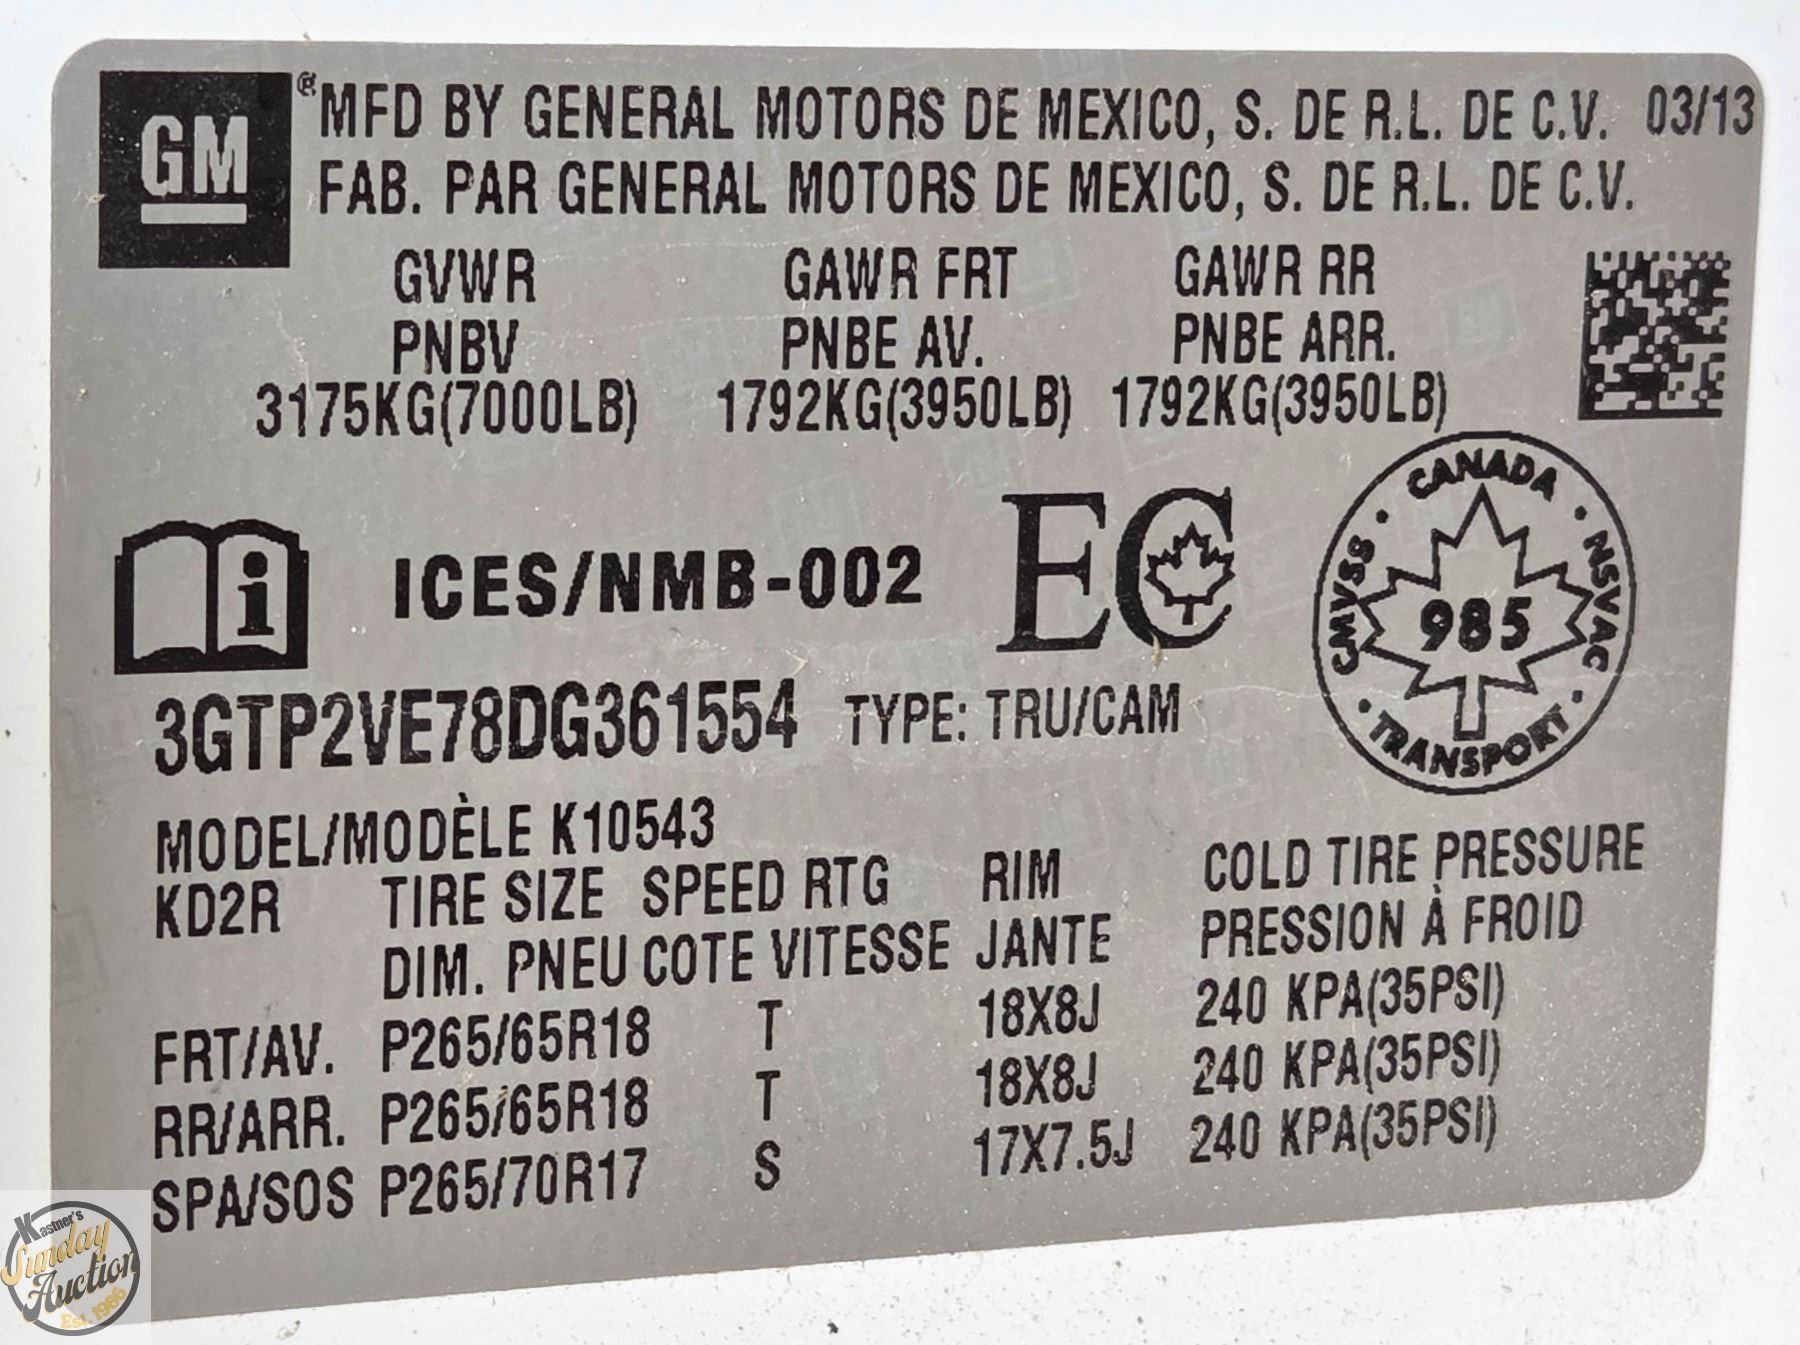 GM
® MFD BY GENERAL MOTORS DE MEXICO, S. DE R.L. DE C.V. 03/13
FAB. PAR GENERAL MOTORS DE MEXICO, S. DE R.L. DE C.V.
GVWR GAWR FRT GAWR RR
PNBV PNBE AV. PNBE ARR.
3175KG(7000LB) 1792KG(3950LB) 1792KG(3950LB)
i ICES/NMB-002 EC
CANADA · NSVAC · TRANSPORT · CMVSS ·
985
3GTP2VE78DG361554 TYPE: TRU/CAM
MODEL/MODÈLE K10543
KD2R TIRE SIZE SPEED RTG RIM COLD TIRE PRESSURE
DIM. PNEU COTE VITESSE JANTE PRESSION À FROID
FRT/AV. P265/65R18 T 18X8J 240 KPA(35PSI)
RR/ARR. P265/65R18 T 18X8J 240 KPA(35PSI)
SPA/SOS P265/70R17 S 17X7.5J 240 KPA(35PSI)
Kastner's
Sunday
Auction
Est. 1986